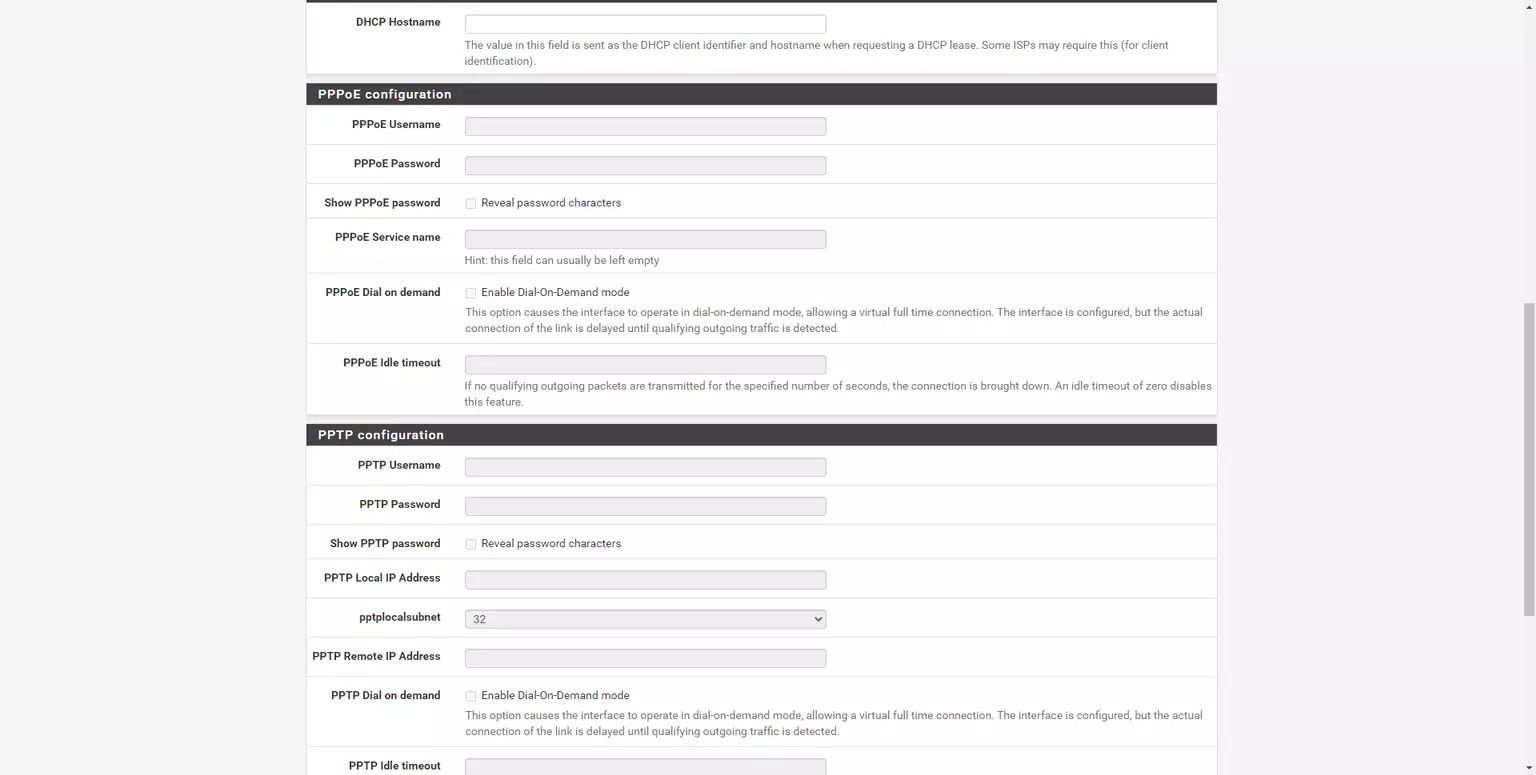 DHCP Hostname
The value in this field is sent as the DHCP client identifier and hostname when requesting a DHCP lease. Some ISPs may require this (for client
identification).
PPPoE configuration
PPPoE Username
PPPoE Password
Show PPPoE password
Reveal password characters
PPPoE Service name
Hint: this field can usually be left empty
PPPoE Dial on demand
Enable Dial-On-Demand mode
This option causes the interface to operate in dial-on-demand mode, allowing a virtual full time connection. The interface is configured, but the actual
connection of the link is delayed until qualifying outgoing traffic is detected.
PPPoE Idle timeout
If no qualifying outgoing packets are transmitted for the specified number of seconds, the connection is brought down. An idle timeout of zero disables
this feature.
PPTP configuration
PPTP Username
PPTP Password
Show PPTP password
Reveal password characters
PPTP Local IP Address
pptplocalsubnet
32
PPTP Remote IP Address
PPTP Dial on demand
Enable Dial-On-Demand mode
This option causes the interface to operate in dial-on-demand mode, allowing a virtual full time connection. The interface is configured, but the actual
connection of the link is delayed until qualifying outgoing traffic is detected.
PPTP Idle timeout